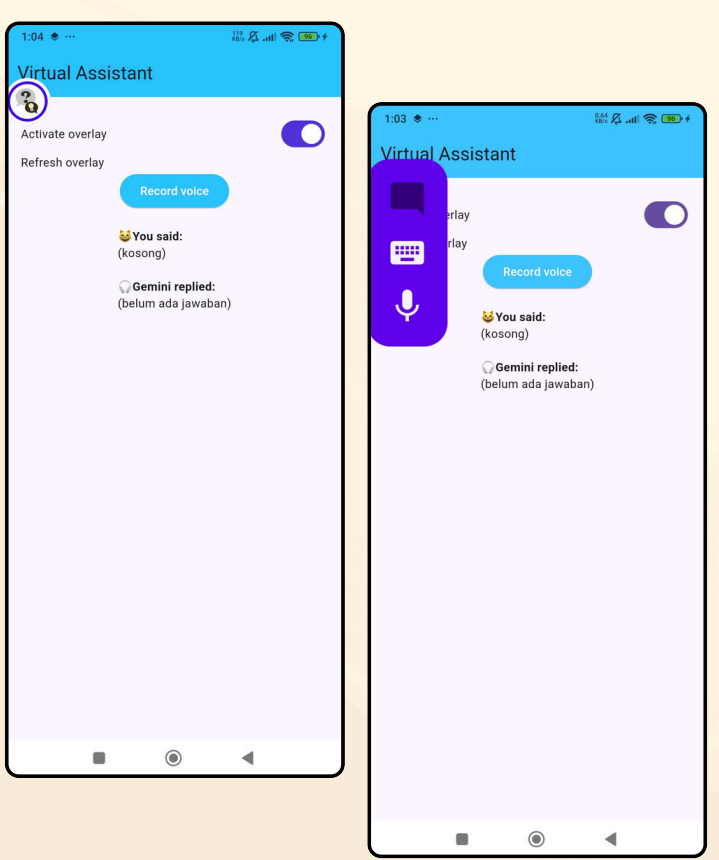 1:04 ...
119
KB/s
96
Virtual Assistant
Activate overlay
Refresh overlay
Record voice
😺You said:
(kosong)
🎧Gemini replied:
(belum ada jawaban)
1:03 ...
0.64
KB/s
96
Virtual Assistant
erlay
rlay
Record voice
😺You said:
(kosong)
🎧Gemini replied:
(belum ada jawaban)